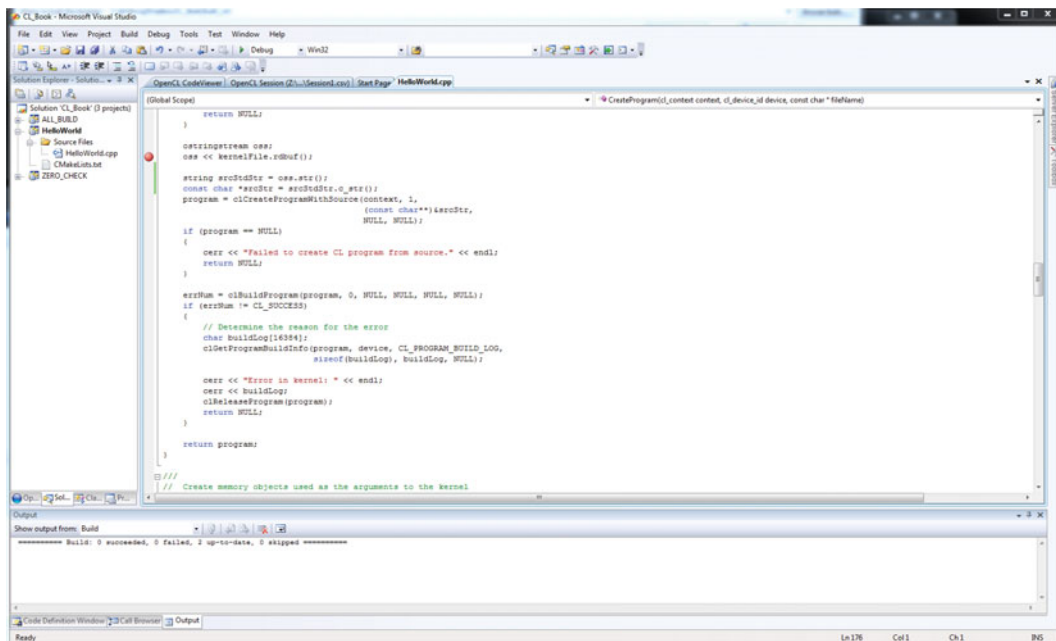 CL_Book - Microsoft Visual Studio
File Edit View Project Build Debug Tools Test Window Help
Debug Win32
Solution Explorer - Solutio...
OpenCL CodeViewer OpenCL Session (Z:\...\Session1.csv) Start Page HelloWorld.cpp
(Global Scope) CreateProgram(cl_context context, cl_device_id device, const char * fileName)
Solution 'CL_Book' (3 projects)
ALL_BUILD
HelloWorld
Source Files
HelloWorld.cpp
CMakeLists.txt
ZERO_CHECK
return NULL;
}
ostringstream oss;
oss << kernelFile.rdbuf();
string srcStdStr = oss.str();
const char *srcStr = srcStdStr.c_str();
program = clCreateProgramWithSource(context, 1,
(const char**)&srcStr,
NULL, NULL);
if (program == NULL)
{
cerr << "Failed to create CL program from source." << endl;
return NULL;
}
errNum = clBuildProgram(program, 0, NULL, NULL, NULL, NULL);
if (errNum != CL_SUCCESS)
{
// Determine the reason for the error
char buildLog[16384];
clGetProgramBuildInfo(program, device, CL_PROGRAM_BUILD_LOG,
sizeof(buildLog), buildLog, NULL);
cerr << "Error in kernel: " << endl;
cerr << buildLog;
clReleaseProgram(program);
return NULL;
}
return program;
}
///
// Create memory objects used as the arguments to the kernel
Op... Sol... Cla... Pr...
Output
Show output from: Build
========== Build: 0 succeeded, 0 failed, 2 up-to-date, 0 skipped ==========
Code Definition Window Call Browser Output
Ready Ln 176 Col 1 Ch 1 INS